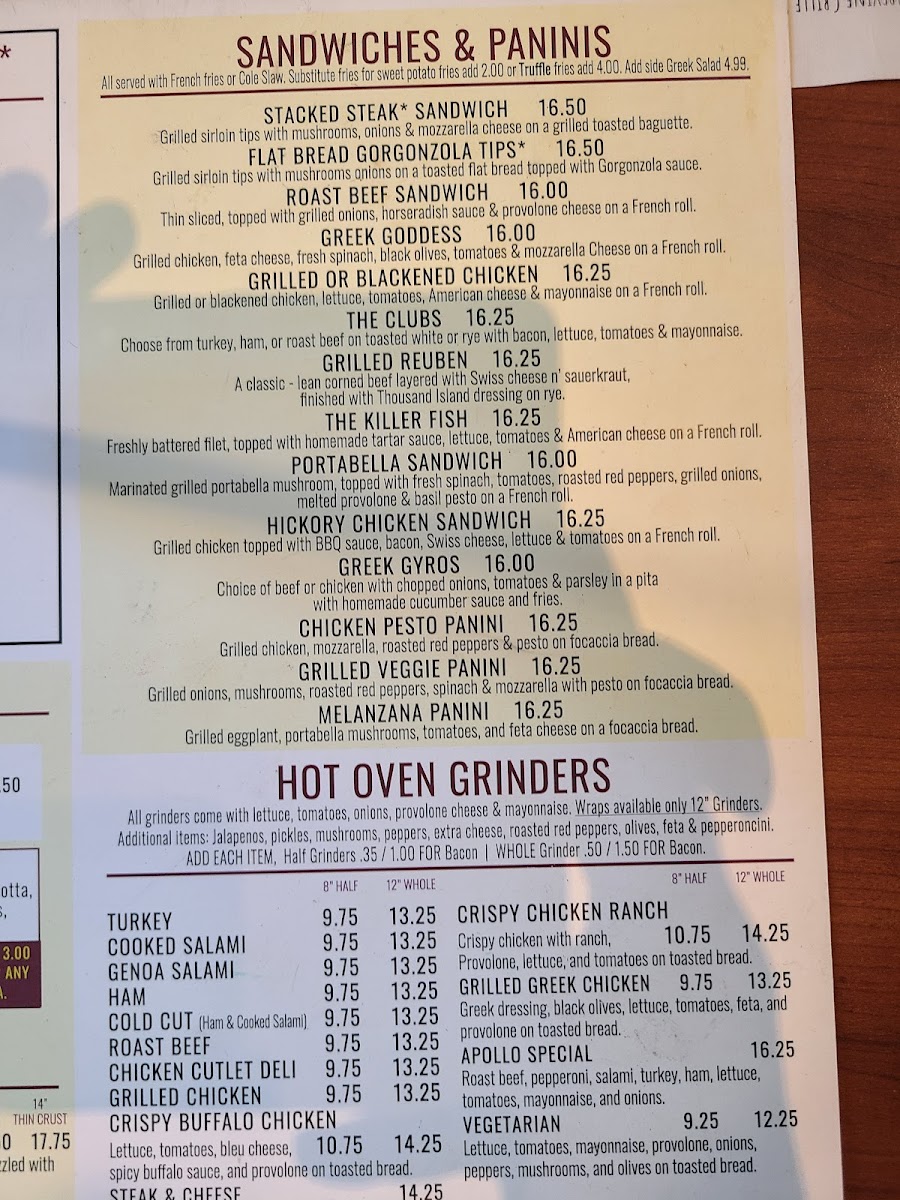 SANDWICHES & PANINIS
All served with French fries or Cole Slaw. Substitute fries for sweet potato fries add 2.00 or Truffle fries add 4.00. Add side Greek Salad 4.99.
STACKED STEAK* SANDWICH 16.50
Grilled sirloin tips with mushrooms, onions & mozzarella cheese on a grilled toasted baguette.
FLAT BREAD GORGONZOLA TIPS* 16.50
Grilled sirloin tips with mushrooms onions on a toasted flat bread topped with Gorgonzola sauce.
ROAST BEEF SANDWICH 16.00
Thin sliced, topped with grilled onions, horseradish sauce & provolone cheese on a French roll.
GREEK GODDESS 16.00
Grilled chicken, feta cheese, fresh spinach, black olives, tomatoes & mozzarella Cheese on a French roll.
GRILLED OR BLACKENED CHICKEN 16.25
Grilled or blackened chicken, lettuce, tomatoes, American cheese & mayonnaise on a French roll.
THE CLUBS 16.25
Choose from turkey, ham, or roast beef on toasted white or rye with bacon, lettuce, tomatoes & mayonnaise.
GRILLED REUBEN 16.25
A classic - lean corned beef layered with Swiss cheese n' sauerkraut,
finished with Thousand Island dressing on rye.
THE KILLER FISH 16.25
Freshly battered filet, topped with homemade tartar sauce, lettuce, tomatoes & American cheese on a French roll.
PORTABELLA SANDWICH 16.00
Marinated grilled portabella mushroom, topped with fresh spinach, tomatoes, roasted red peppers, grilled onions,
melted provolone & basil pesto on a French roll.
HICKORY CHICKEN SANDWICH 16.25
Grilled chicken topped with BBQ sauce, bacon, Swiss cheese, lettuce & tomatoes on a French roll.
GREEK GYROS 16.00
Choice of beef or chicken with chopped onions, tomatoes & parsley in a pita
with homemade cucumber sauce and fries.
CHICKEN PESTO PANINI 16.25
Grilled chicken, mozzarella, roasted red peppers & pesto on focaccia bread.
GRILLED VEGGIE PANINI 16.25
Grilled onions, mushrooms, roasted red peppers, spinach & mozzarella with pesto on focaccia bread.
MELANZANA PANINI 16.25
Grilled eggplant, portabella mushrooms, tomatoes, and feta cheese on a focaccia bread.
HOT OVEN GRINDERS
All grinders come with lettuce, tomatoes, onions, provolone cheese & mayonnaise. Wraps available only 12" Grinders.
Additional items: Jalapenos, pickles, mushrooms, peppers, extra cheese, roasted red peppers, olives, feta & pepperoncini.
ADD EACH ITEM, Half Grinders .35 / 1.00 FOR Bacon | WHOLE Grinder .50 / 1.50 FOR Bacon.
8" HALF 12" WHOLE
TURKEY 9.75 13.25
COOKED SALAMI 9.75 13.25
GENOA SALAMI 9.75 13.25
HAM 9.75 13.25
COLD CUT (Ham & Cooked Salami) 9.75 13.25
ROAST BEEF 9.75 13.25
CHICKEN CUTLET DELI 9.75 13.25
GRILLED CHICKEN 9.75 13.25
CRISPY BUFFALO CHICKEN
Lettuce, tomatoes, bleu cheese, 10.75 14.25
spicy buffalo sauce, and provolone on toasted bread.
STEAK & CHEESE 14.25
8" HALF 12" WHOLE
CRISPY CHICKEN RANCH
Crispy chicken with ranch, 10.75 14.25
Provolone, lettuce, and tomatoes on toasted bread.
GRILLED GREEK CHICKEN 9.75 13.25
Greek dressing, black olives, lettuce, tomatoes, feta, and
provolone on toasted bread.
APOLLO SPECIAL 16.25
Roast beef, pepperoni, salami, turkey, ham, lettuce,
tomatoes, mayonnaise, and onions.
VEGETARIAN 9.25 12.25
Lettuce, tomatoes, mayonnaise, provolone, onions,
peppers, mushrooms, and olives on toasted bread.
*
.50
otta,
s,
3.00
ANY
14"
THIN CRUST
0 17.75
zzled with